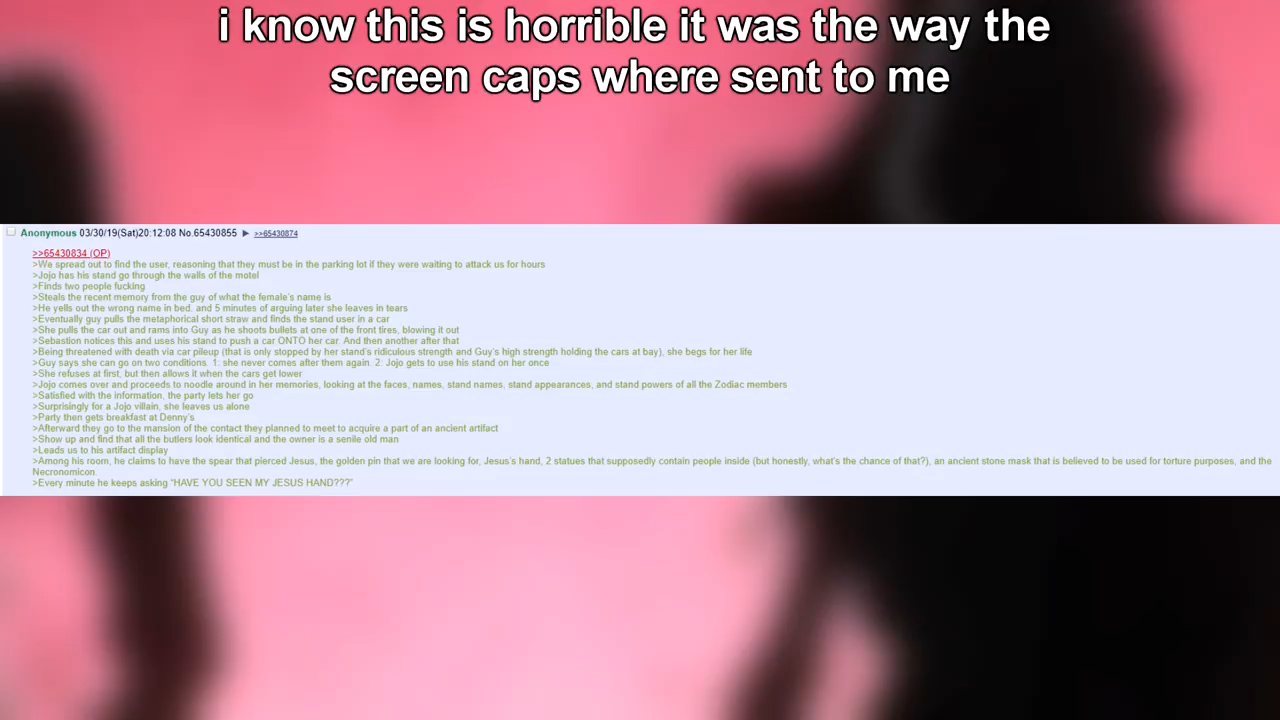 i know this is horrible it was the way the
screen caps where sent to me
Anonymous 03/30/19(Sat)20:12:08 No.65430855 ▶ >>65430874
>>65430834 (OP)
>We spread out to find the user, reasoning that they must be in the parking lot if they were waiting to attack us for hours
>Jojo has his stand go through the walls of the motel
>Finds two people fucking
>Steals the recent memory from the guy of what the female's name is
>He yells out the wrong name in bed, and 5 minutes of arguing later she leaves in tears
>Eventually guy pulls the metaphorical short straw and finds the stand user in a car
>She pulls the car out and rams into Guy as he shoots bullets at one of the front tires, blowing it out
>Sebastion notices this and uses his stand to push a car ONTO her car. And then another after that
>Being threatened with death via car pileup (that is only stopped by her stand's ridiculous strength and Guy's high strength holding the cars at bay), she begs for her life
>Guy says she can go on two conditions. 1: she never comes after them again. 2: Jojo gets to use his stand on her once
>She refuses at first, but then allows it when the cars get lower
>Jojo comes over and proceeds to noodle around in her memories, looking at the faces, names, stand names, stand appearances, and stand powers of all the Zodiac members
>Satisfied with the information, the party lets her go
>Surprisingly for a Jojo villain, she leaves us alone
>Party then gets breakfast at Denny's
>Afterward they go to the mansion of the contact they planned to meet to acquire a part of an ancient artifact
>Show up and find that all the butlers look identical and the owner is a senile old man
>Leads us to his artifact display
>Among his room, he claims to have the spear that pierced Jesus, the golden pin that we are looking for, Jesus's hand, 2 statues that supposedly contain people inside (but honestly, what's the chance of that?), an ancient stone mask that is believed to be used for torture purposes, and the
Necronomicon.
>Every minute he keeps asking “HAVE YOU SEEN MY JESUS HAND???”